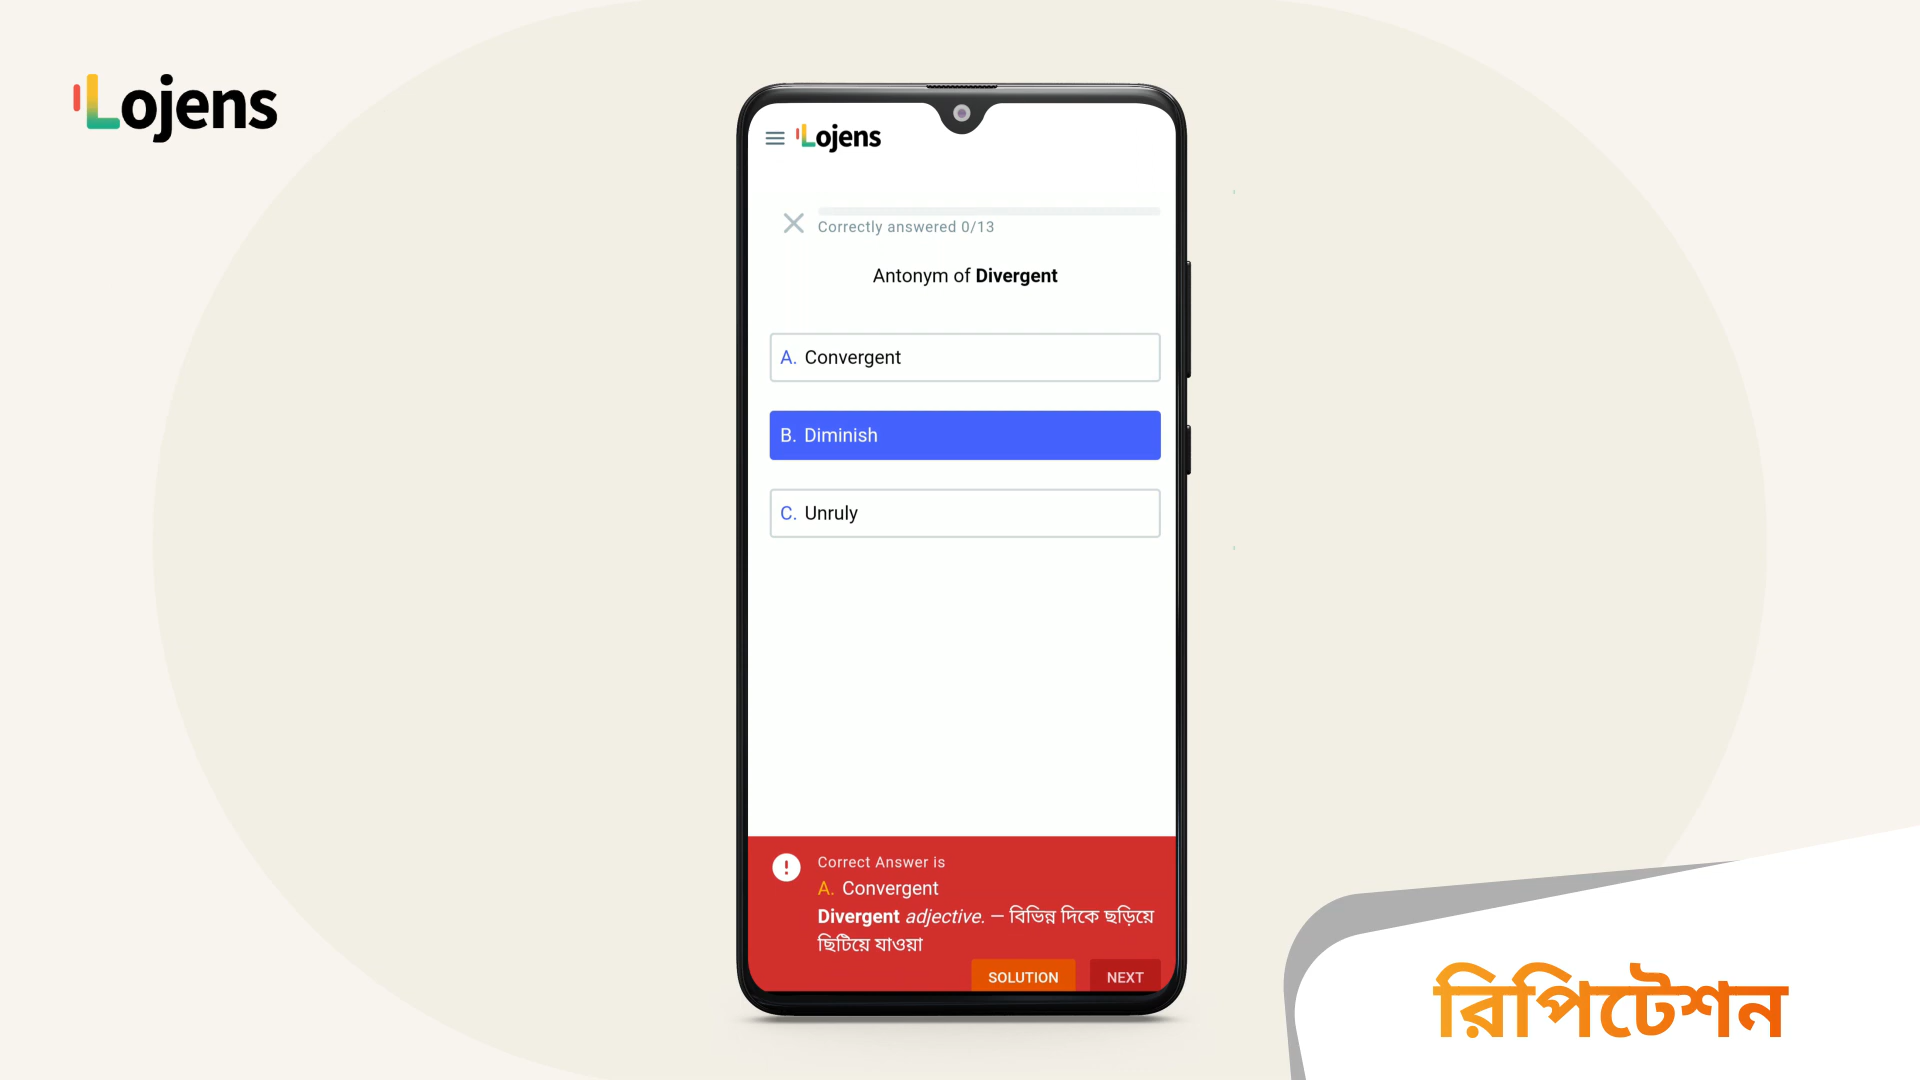 Lojens
Lojens
Correctly answered 0/13
Antonym of Divergent
A. Convergent
B. Diminish
C. Unruly
!
Correct Answer is
A. Convergent
Divergent adjective. — বিভিন্ন দিকে ছড়িয়ে
ছিটিয়ে যাওয়া
SOLUTION NEXT
রিপিটেশন